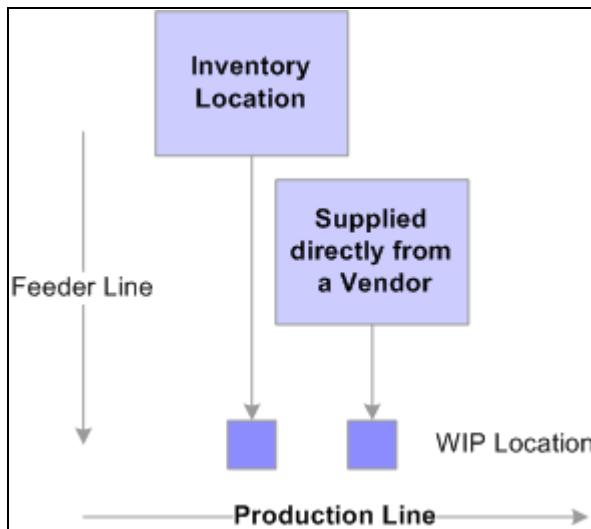 Inventory
Location
Supplied
directly from
a Vendor
Feeder Line
WIP Location
Production Line